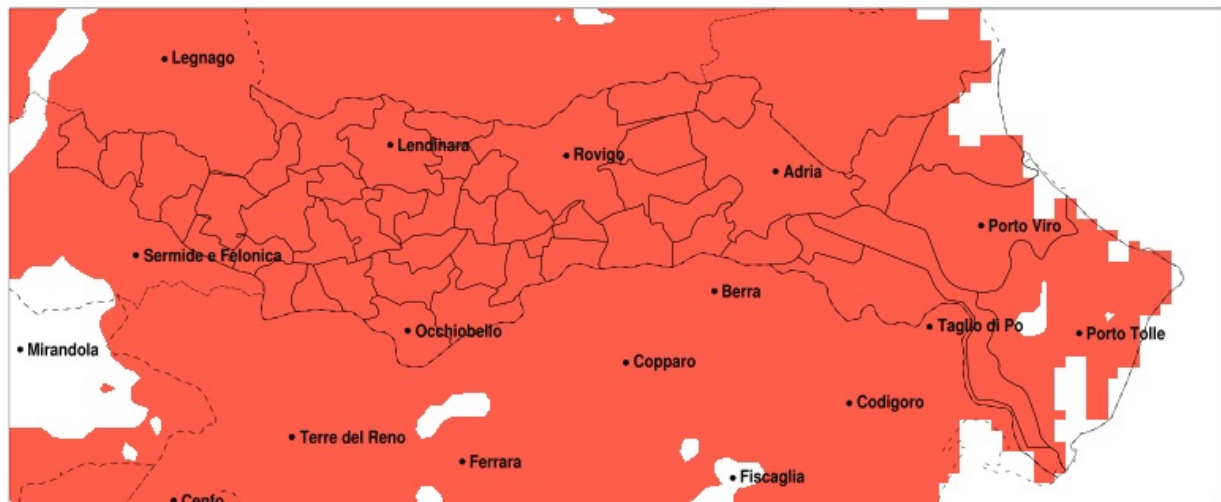 Legnago
Lendinara
Rovigo
Adria
Porto Viro
Sermide e Felonica
Berra
Taglio di Po
Occhiobello
Porto Tolle
Mirandola
Copparo
Codigoro
Terre del Reno
Ferrara
Fiscaglia
Cento